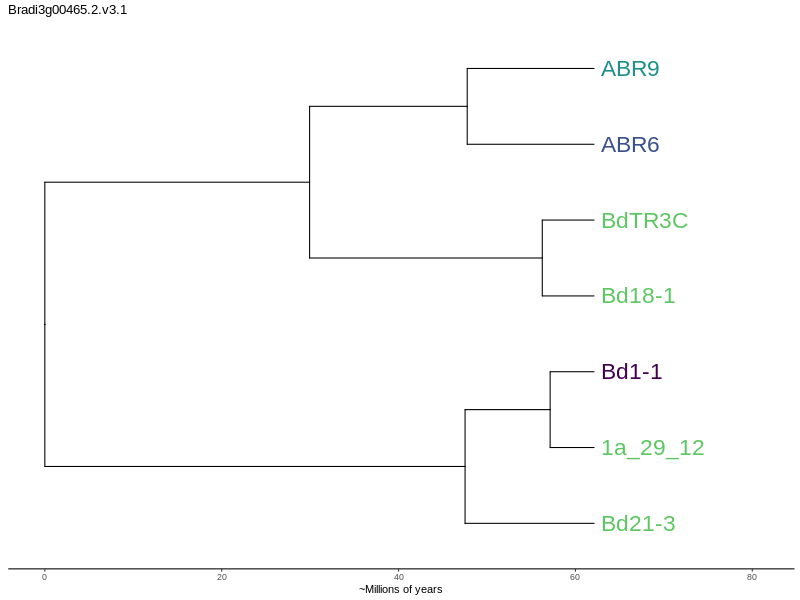 Bradi3g00465.2.v3.1
ABR9
ABR6
BdTR3C
Bd18-1
Bd1-1
1a_29_12
Bd21-3
0 20 40 60 80
~Millions of years